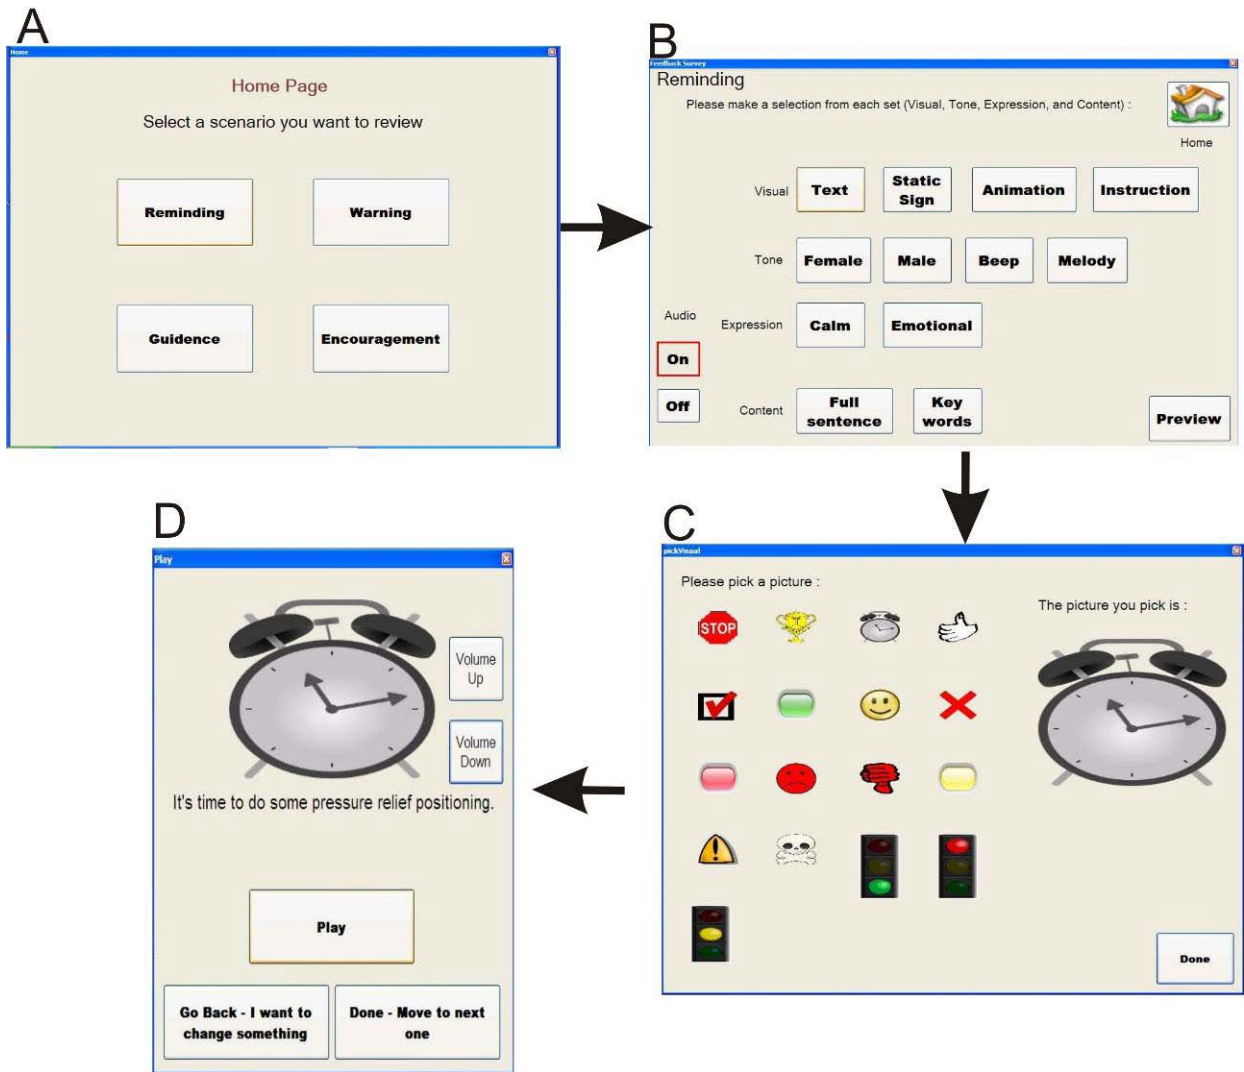 A
Home
Home Page
Select a scenario you want to review
Reminding
Warning
Guidence
Encouragement
B
Feedback Survey
Reminding
Please make a selection from each set (Visual, Tone, Expression, and Content) :
Home
Visual
Text
Static
Sign
Animation
Instruction
Tone
Female
Male
Beep
Melody
Audio
On
Off
Expression
Calm
Emotional
Content
Full
sentence
Key
words
Preview
C
pickVisual
Please pick a picture :
STOP
The picture you pick is :
Done
D
Play
Volume
Up
Volume
Down
It's time to do some pressure relief positioning.
Play
Go Back - I want to
change something
Done - Move to next
one